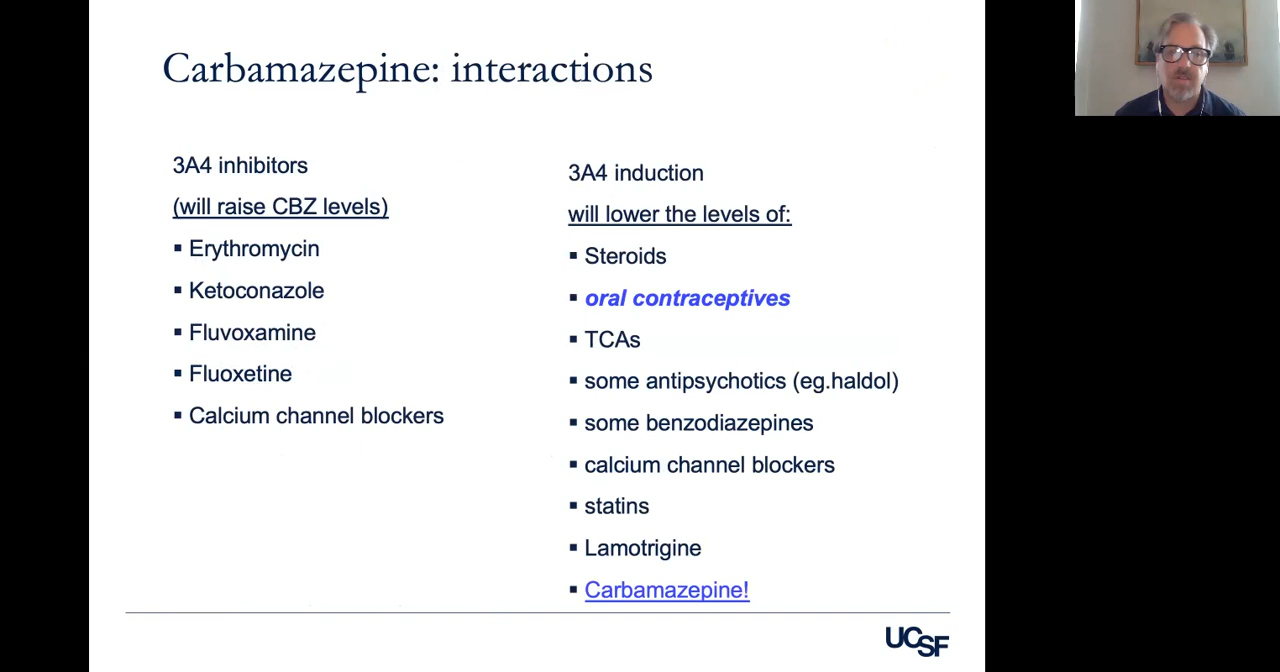 Carbamazepine: interactions
3A4 inhibitors
(will raise CBZ levels)
▪ Erythromycin
▪ Ketoconazole
▪ Fluvoxamine
▪ Fluoxetine
▪ Calcium channel blockers
3A4 induction
will lower the levels of:
▪ Steroids
▪ oral contraceptives
▪ TCAs
▪ some antipsychotics (eg.haldol)
▪ some benzodiazepines
▪ calcium channel blockers
▪ statins
▪ Lamotrigine
▪ Carbamazepine!
UCSF